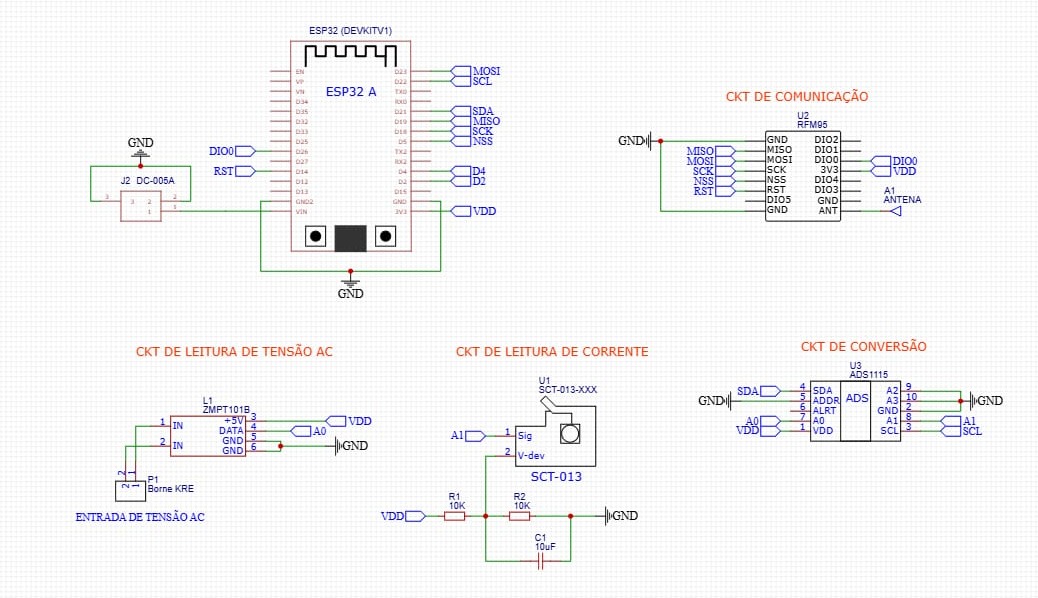 ESP32 (DEVKITV1)
EN
VP
VN
D34
D35
D32
D33
D25
D26
D27
D14
D12
D13
GND2
VIN
ESP32 A
D23
D22
TX0
RX0
D21
D19
D18
D5
TX2
RX2
D4
D2
D15
GND
3V3
MOSI
SCL
SDA
MISO
SCK
NSS
D4
D2
VDD
DIO0
RST
GND
J2 DC-005A
3
3 2
1
2
1
GND
CKT DE COMUNICAÇÃO
U2
RFM95
GND
MISO
MOSI
SCK
NSS
RST
GND
MISO
MOSI
SCK
NSS
RST
DIO5
GND
DIO2
DIO1
DIO0
3V3
DIO4
DIO3
GND
ANT
DIO0
VDD
A1
ANTENA
CKT DE LEITURA DE TENSÃO AC
L1
ZMPT101B
1 IN
2 IN
+5V 3
DATA 4
GND 5
GND 6
VDD
A0
GND
2 1
2 1
P1
Borne KRE
ENTRADA DE TENSÃO AC
CKT DE LEITURA DE CORRENTE
U1
SCT-013-XXX
A1
1 Sig
2 V-dev
SCT-013
R1
10K
R2
10K
VDD
GND
C1
10uF
CKT DE CONVERSÃO
U3
ADS1115
SDA
GND
A0
VDD
4 SDA
5 ADDR
6 ALRT
7 A0
1 VDD
ADS
A2 9
A3 10
GND 2
A1 8
SCL 3
GND
A1
SCL